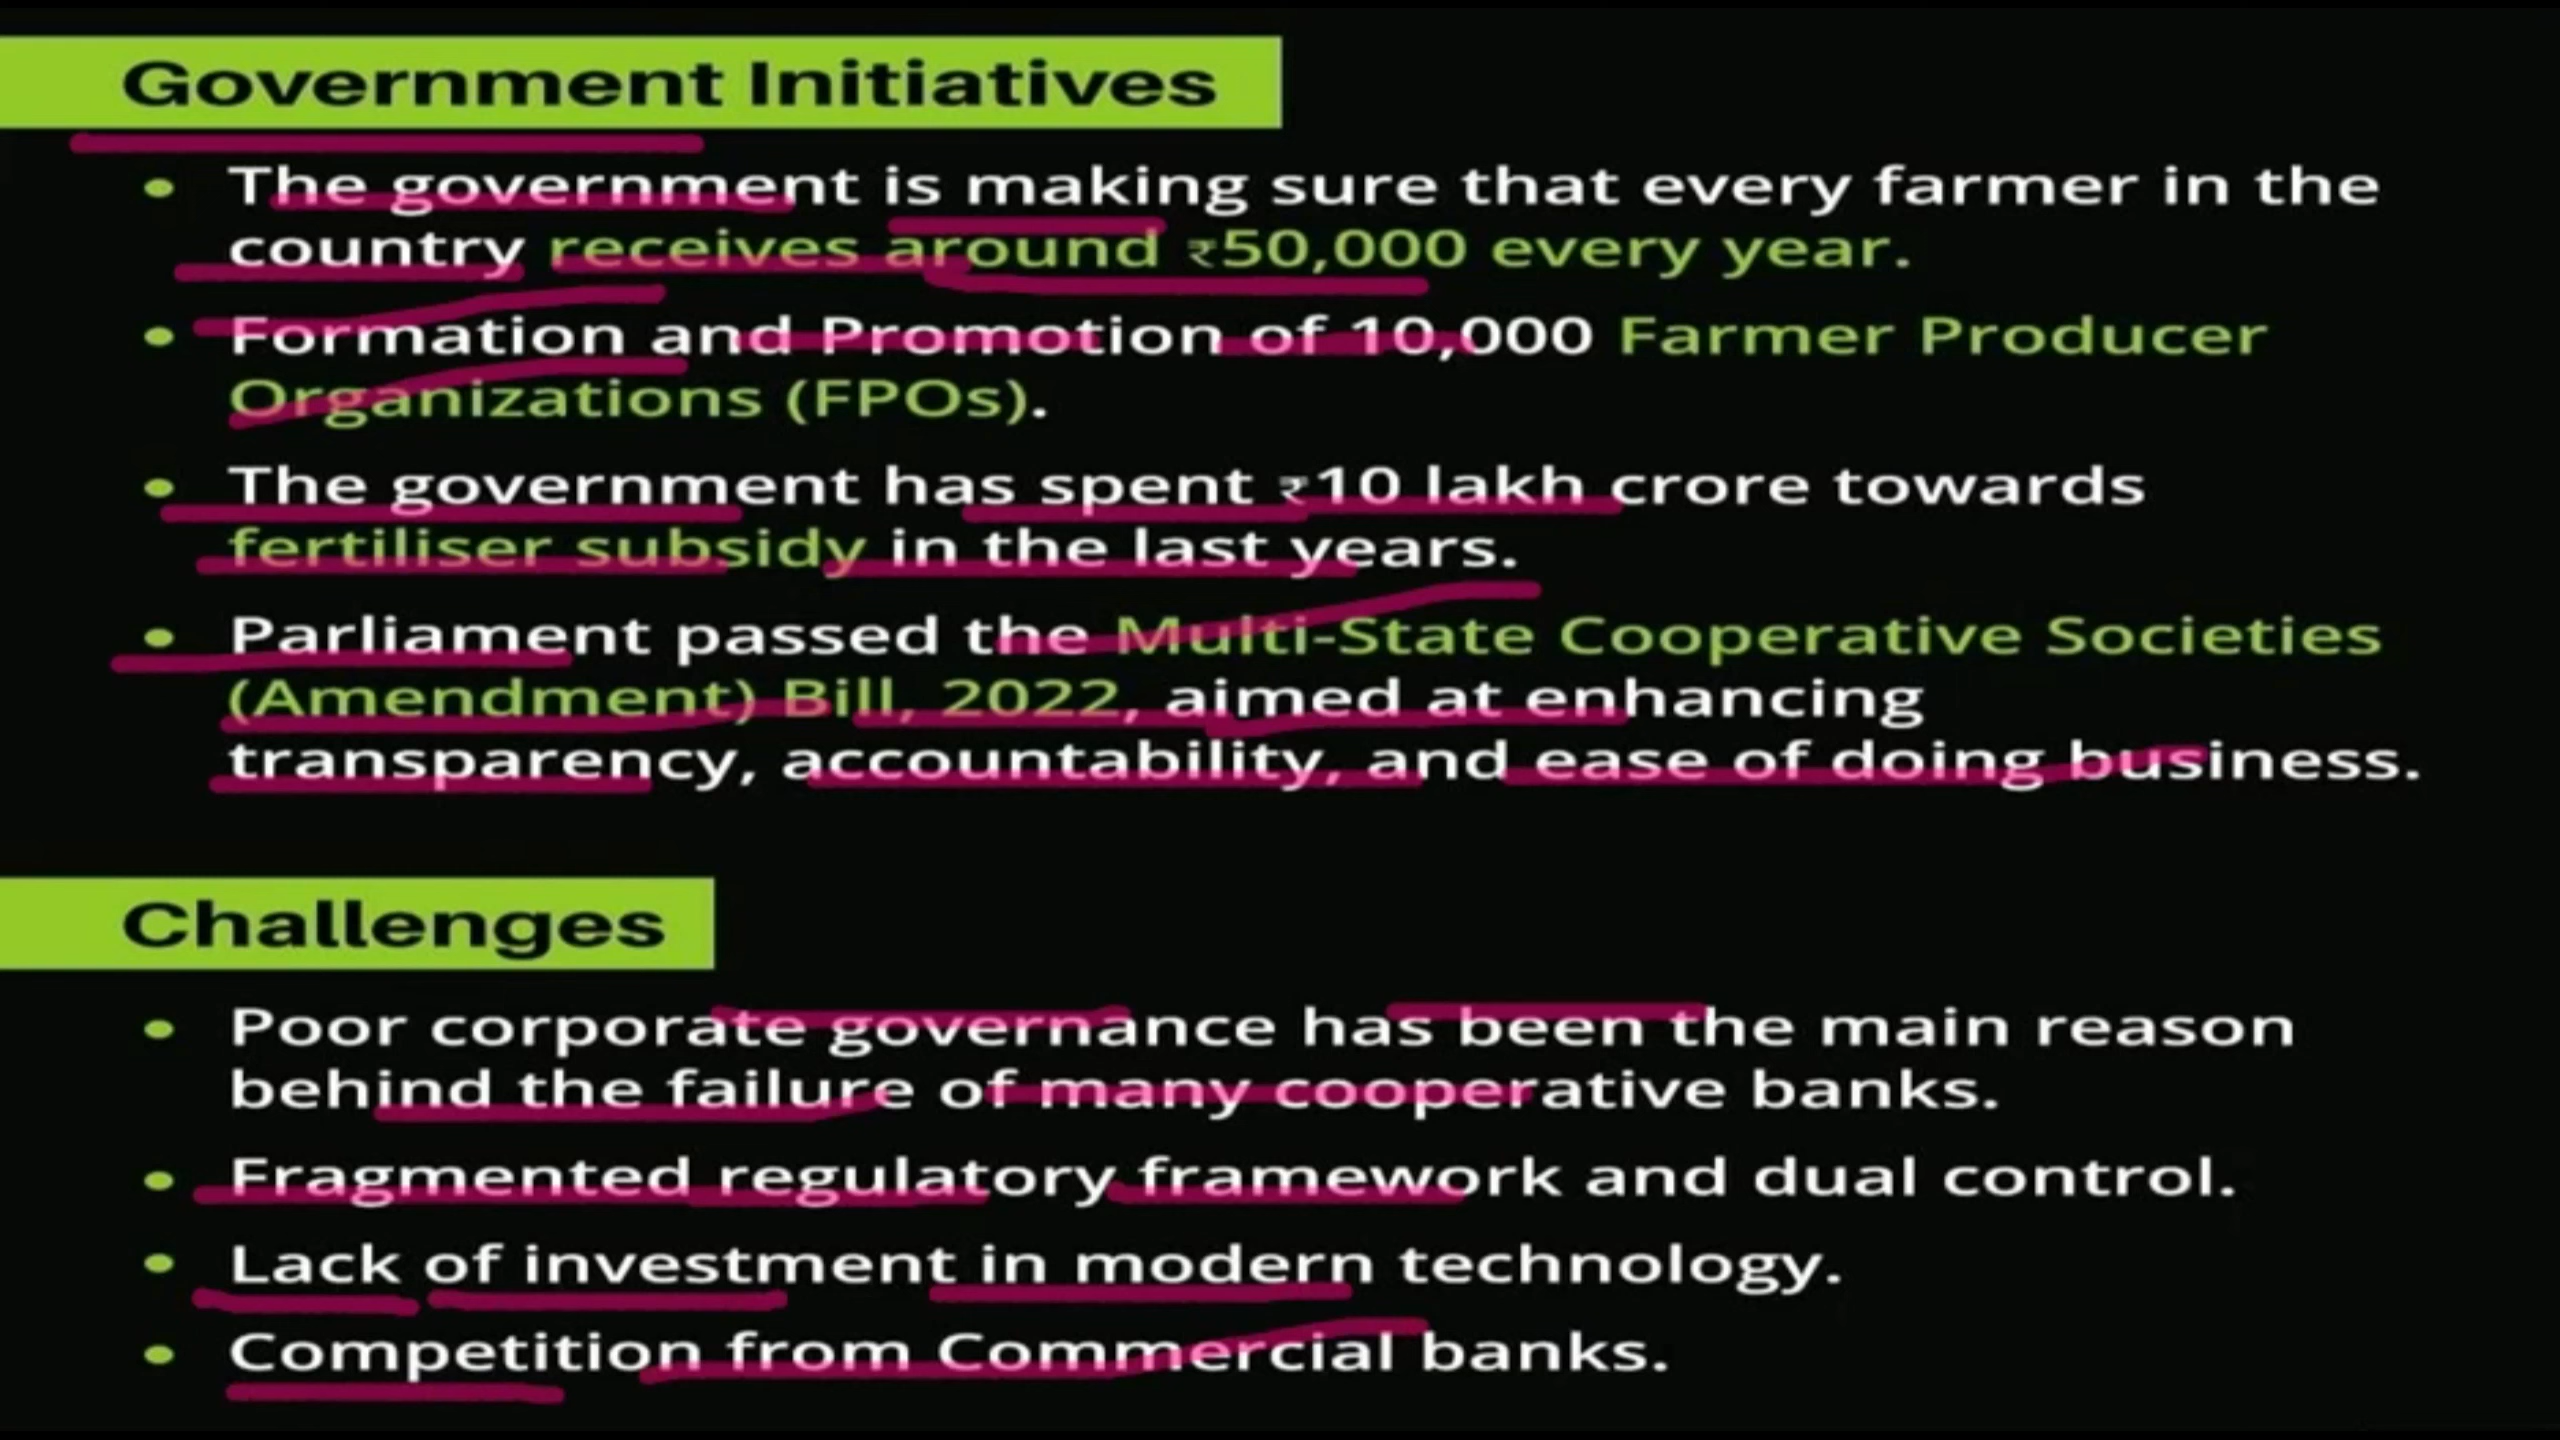 Government Initiatives
• The government is making sure that every farmer in the
country receives around ₹50,000 every year.
• Formation and Promotion of 10,000 Farmer Producer
Organizations (FPOs).
• The government has spent ₹10 lakh crore towards
fertiliser subsidy in the last years.
• Parliament passed the Multi-State Cooperative Societies
(Amendment) Bill, 2022, aimed at enhancing
transparency, accountability, and ease of doing business.
Challenges
• Poor corporate governance has been the main reason
behind the failure of many cooperative banks.
• Fragmented regulatory framework and dual control.
• Lack of investment in modern technology.
• Competition from Commercial banks.